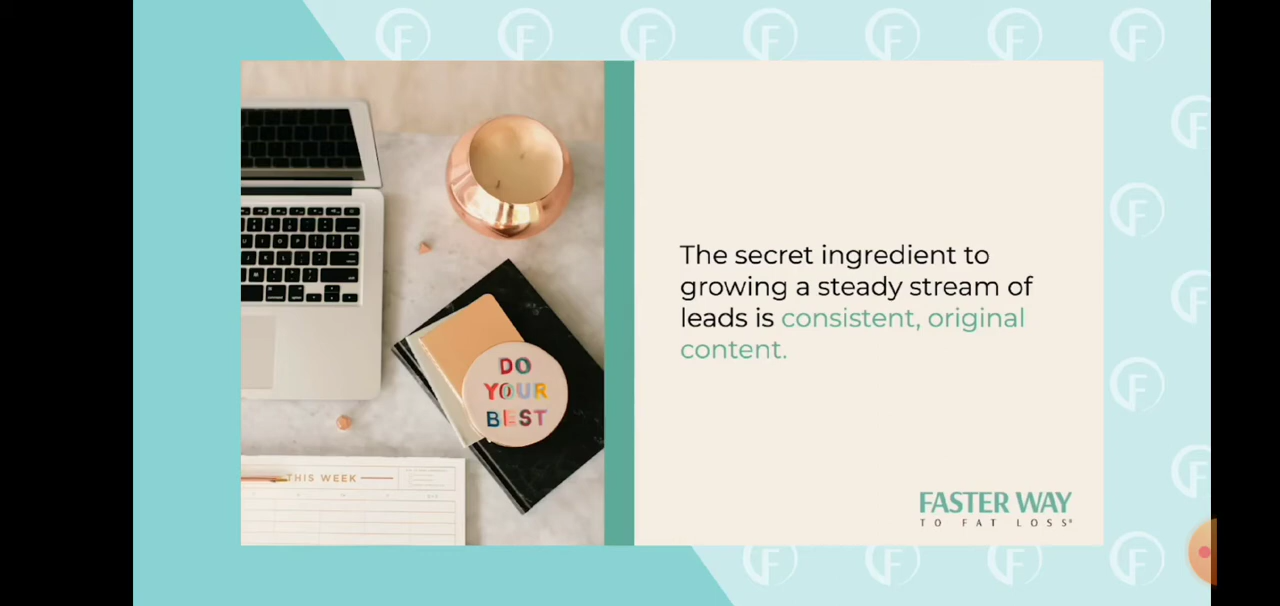 The secret ingredient to
growing a steady stream of
leads is consistent, original
content.
DO
YOUR
BEST
THIS WEEK
FASTER WAY
TO FAT LOSS®